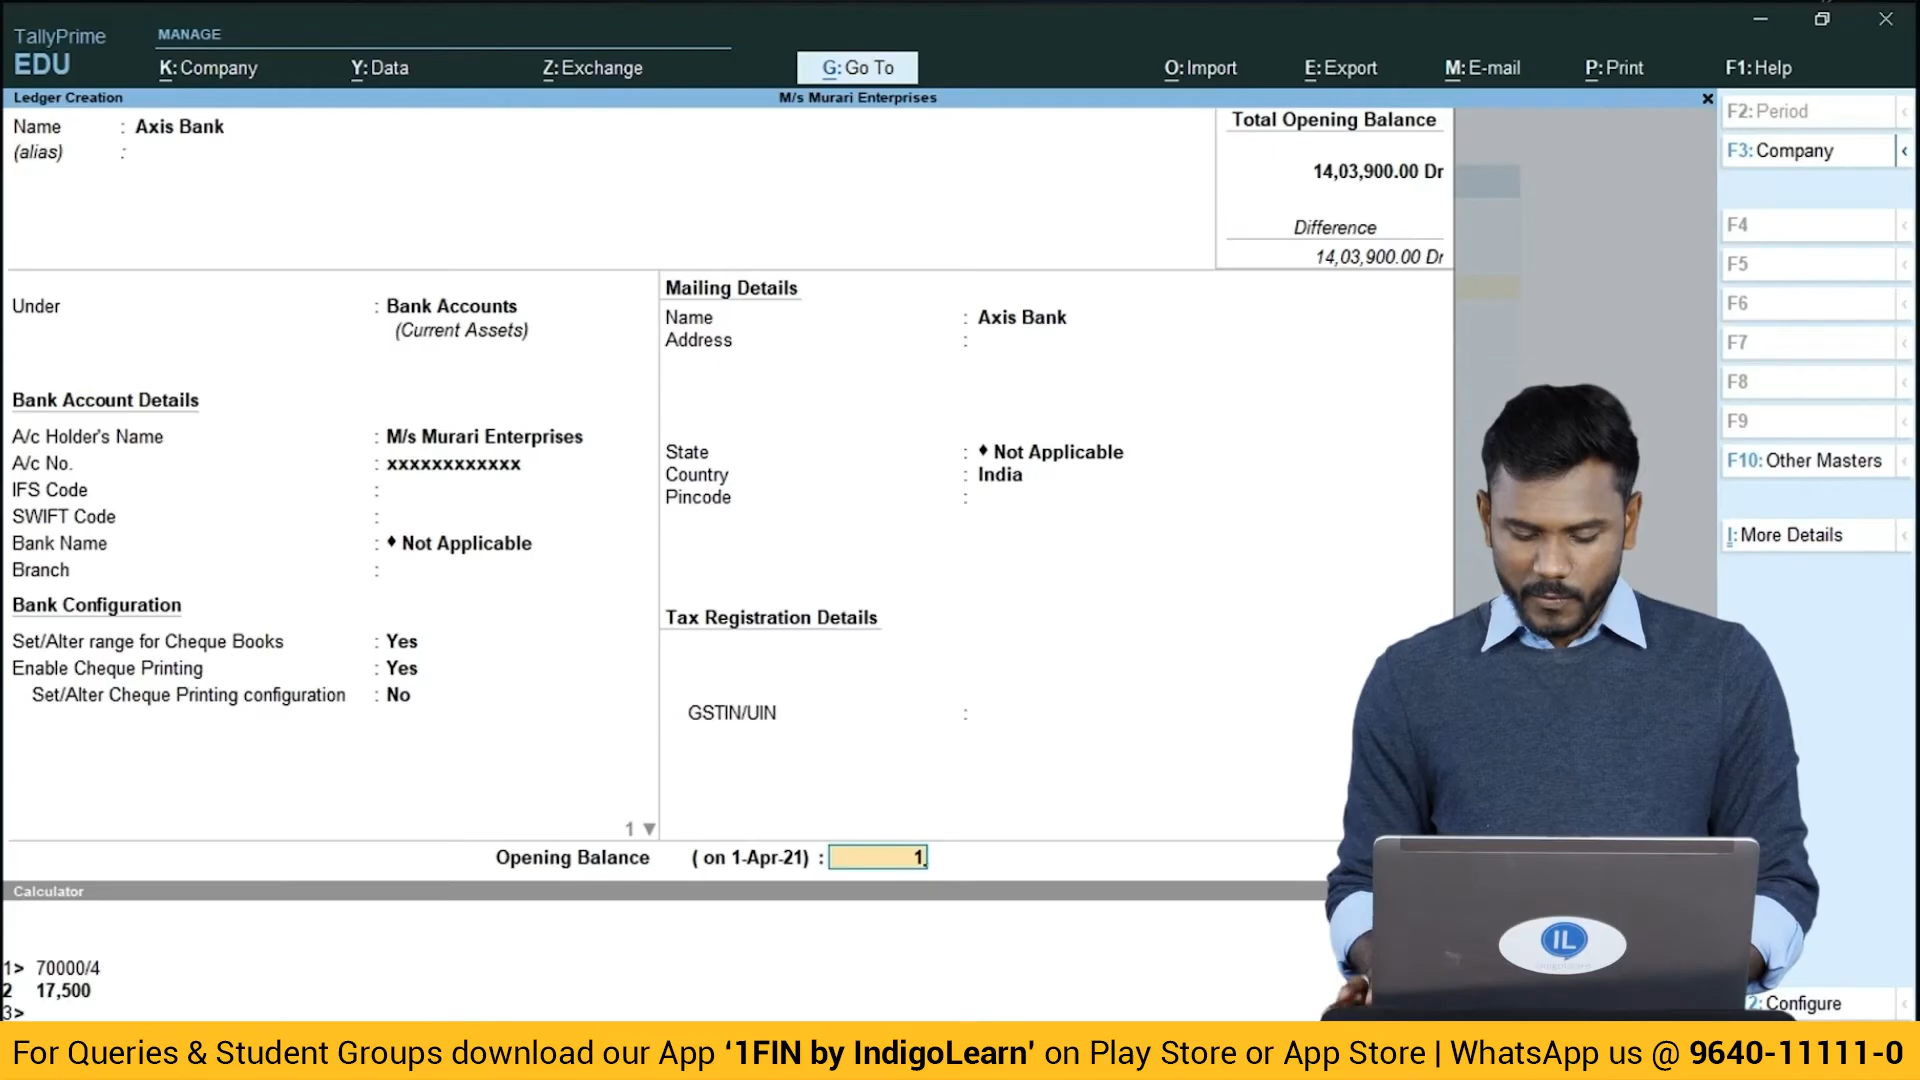 TallyPrime
EDU
MANAGE
K: Company
Y: Data
Z: Exchange
G: Go To
O: Import
E: Export
M: E-mail
P: Print
F1: Help
Ledger Creation
M/s Murari Enterprises
Name : Axis Bank
(alias) :
Total Opening Balance
14,03,900.00 Dr
Difference
14,03,900.00 Dr
Under : Bank Accounts
(Current Assets)
Bank Account Details
A/c Holder's Name : M/s Murari Enterprises
A/c No. : xxxxxxxxxxxx
IFS Code :
SWIFT Code :
Bank Name : ♦ Not Applicable
Branch :
Bank Configuration
Set/Alter range for Cheque Books : Yes
Enable Cheque Printing : Yes
Set/Alter Cheque Printing configuration : No
1 ▼
Mailing Details
Name : Axis Bank
Address :
State : ♦ Not Applicable
Country : India
Pincode :
Tax Registration Details
GSTIN/UIN :
Opening Balance ( on 1-Apr-21) : 1,
Calculator
1> 70000/4
2 17,500
3>
F2: Period
F3: Company
F4
F5
F6
F7
F8
F9
F10: Other Masters
I: More Details
2: Configure
IL
For Queries & Student Groups download our App ‘1FIN by IndigoLearn' on Play Store or App Store | WhatsApp us @ 9640-11111-0